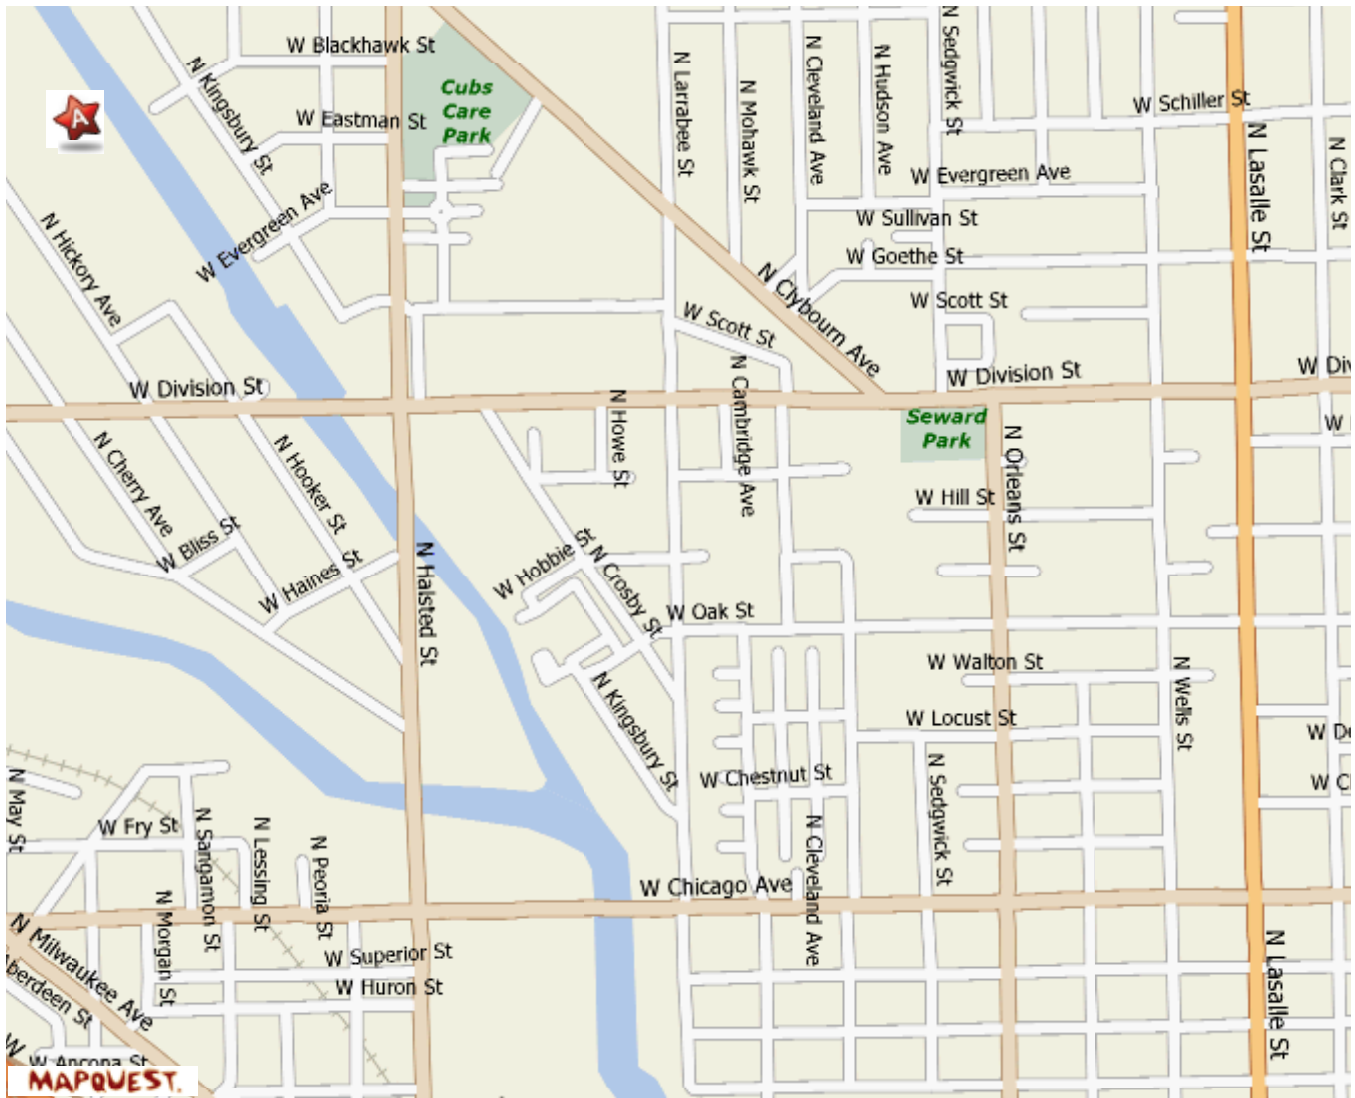 W Blackhawk St
N Kingsbury St
Cubs
Care
Park
A
W Eastman St
N Larrabee St
N Mohawk St
N Cleveland Ave
N Hudson Ave
N Sedgwick St
W Schiller St
N Lasalle St
N Clark St
W Evergreen Ave
W Evergreen Ave
W Sullivan St
W Goethe St
N Hickory Ave
N Clybourn Ave
W Scott St
W Scott St
W Division St
W Division St
W Div
N Howe St
N Cambridge Ave
Seward
Park
N Orleans St
N Cherry Ave
N Hooker St
W Hill St
W Bliss St
W Haines St
N Halsted St
W Hobbie St
N Crosby St
W Oak St
W Walton St
N Wells St
N Kingsbury St
W Locust St
W De
W Chestnut St
W C
N Sedgwick St
N May St
W Fry St
N Sangamon St
N Lessing St
N Peoria St
N Cleveland Ave
W Chicago Ave
N Morgan St
N Milwaukee Ave
berdeen St
W Superior St
W Huron St
N Lasalle St
W
W Ancona St
MAPQUEST.